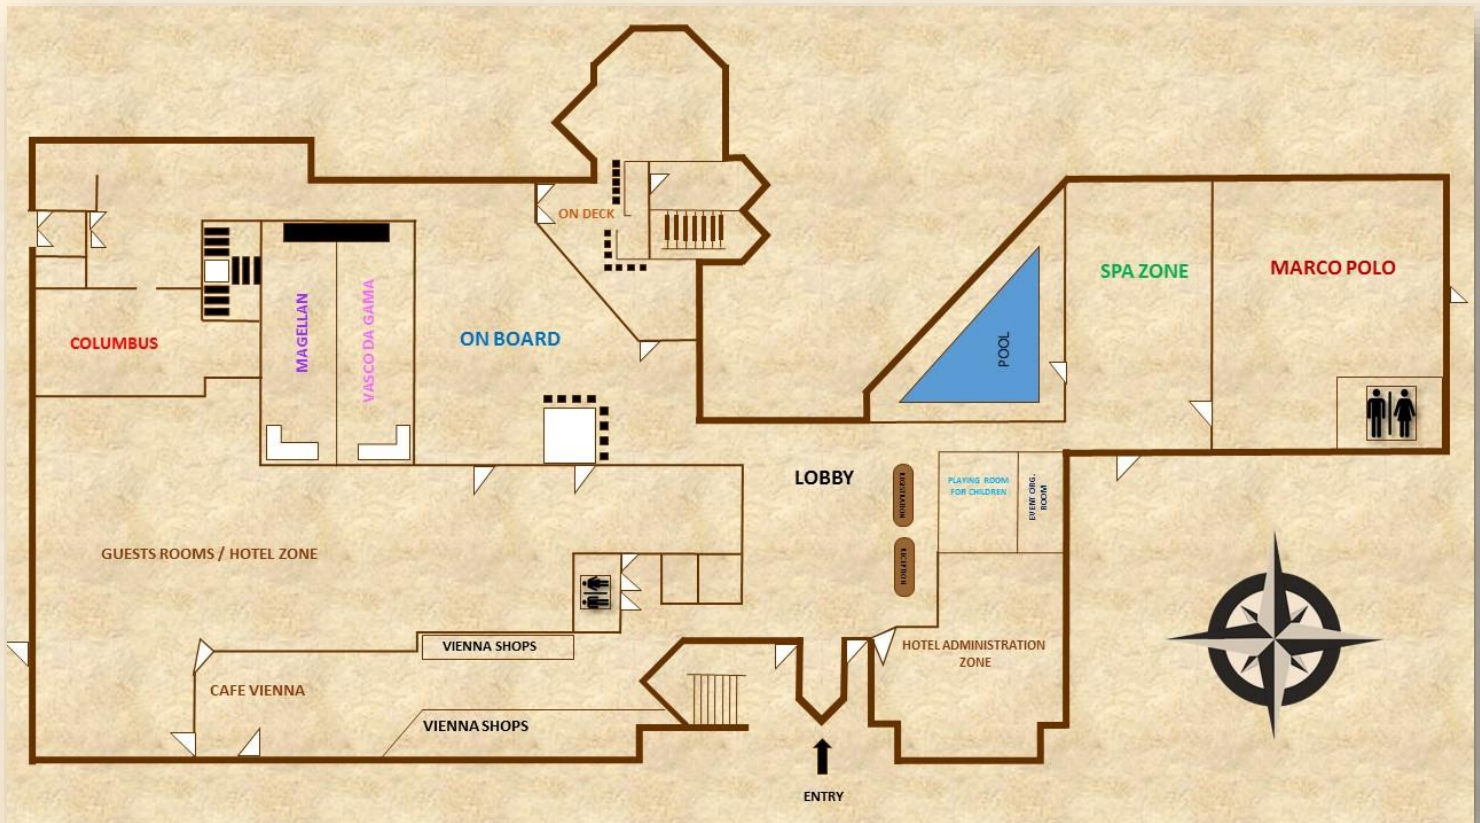 ON DECK
SPA ZONE
MARCO POLO
COLUMBUS
MAGELLAN
VASCO DA GAMA
ON BOARD
POOL
LOBBY
REGISTRATION
PLAYING ROOM
FOR CHILDREN
EVENT ORG.
ROOM
GUESTS ROOMS / HOTEL ZONE
RECEPTION
VIENNA SHOPS
HOTEL ADMINISTRATION
ZONE
CAFE VIENNA
VIENNA SHOPS
ENTRY